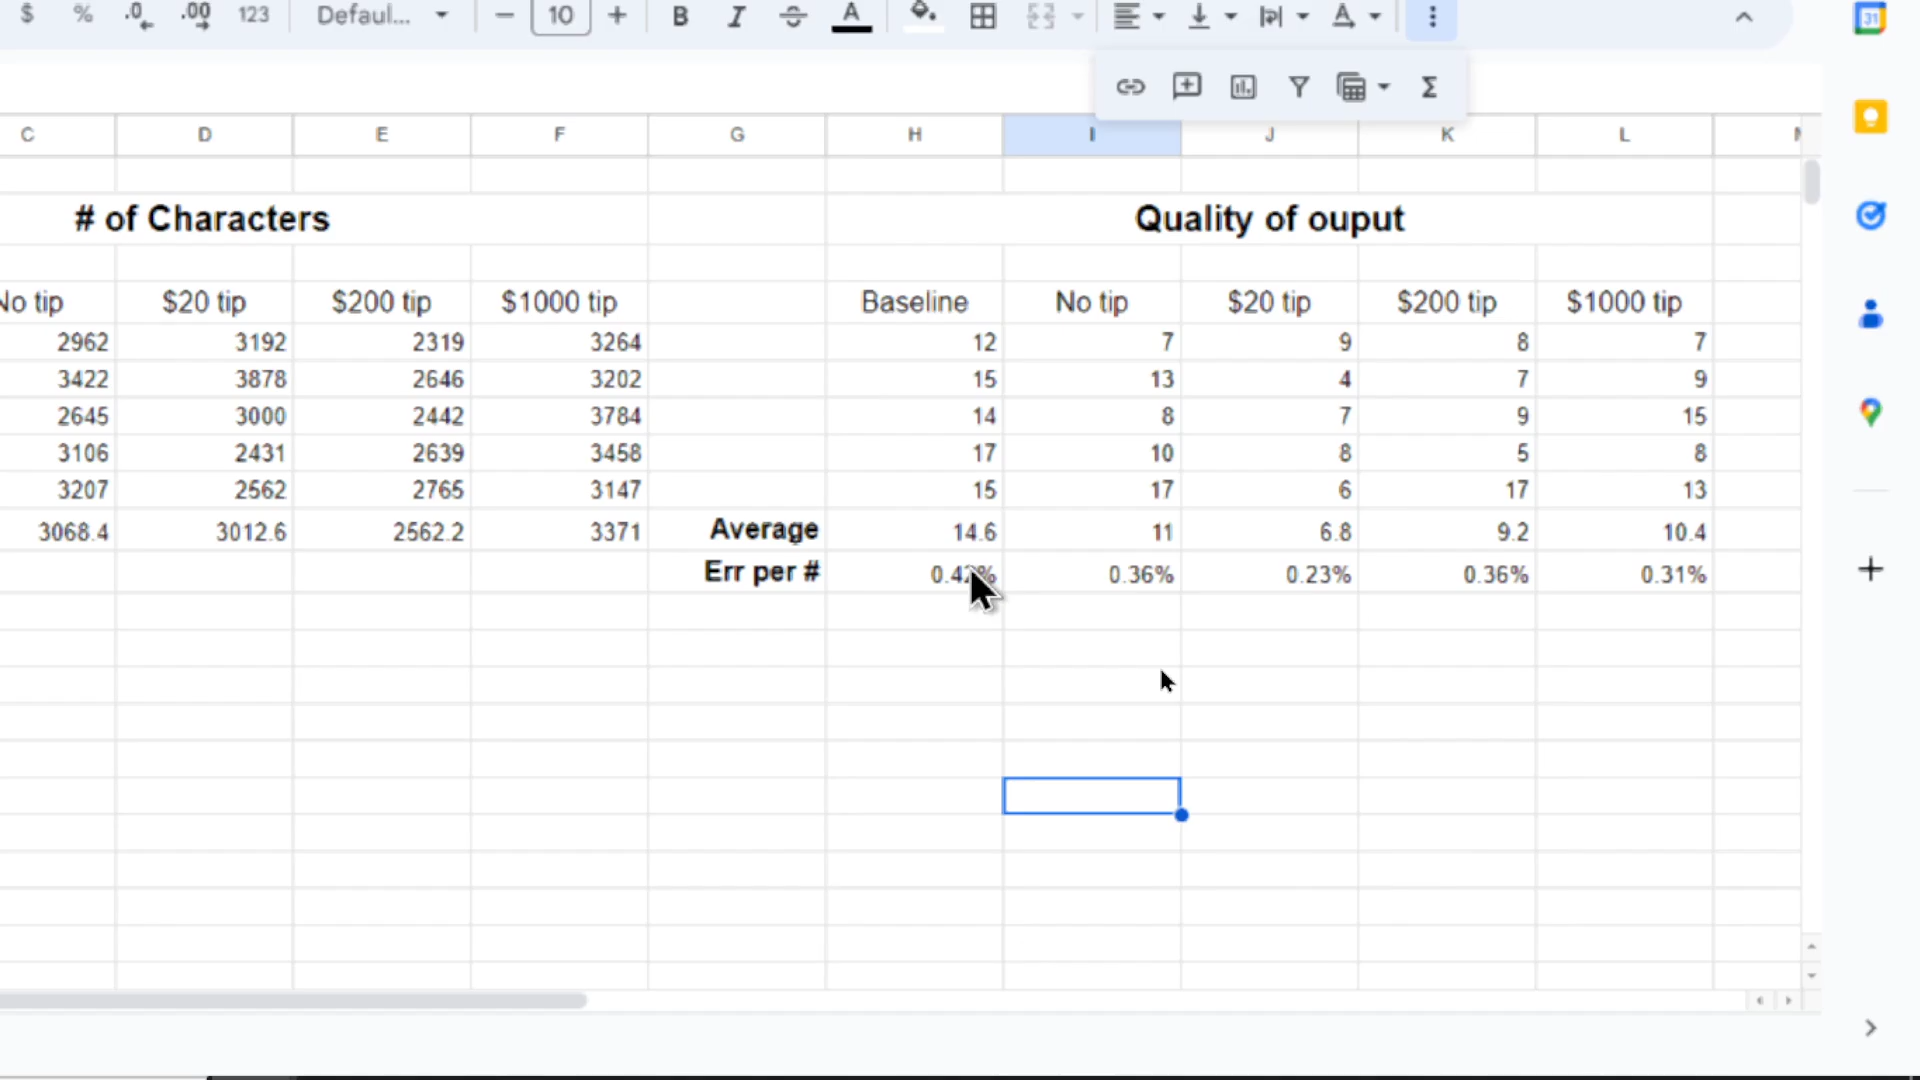 $ % .0 .00 123 Defaul... − 10 + B I A A
C D E F G H I J K L
# of Characters Quality of ouput
No tip $20 tip $200 tip $1000 tip Baseline No tip $20 tip $200 tip $1000 tip
2962 3192 2319 3264 12 7 9 8 7
3422 3878 2646 3202 15 13 4 7 9
2645 3000 2442 3784 14 8 7 9 15
3106 2431 2639 3458 17 10 8 5 8
3207 2562 2765 3147 15 17 6 17 13
3068.4 3012.6 2562.2 3371 Average 14.6 11 6.8 9.2 10.4
Err per # 0.42% 0.36% 0.23% 0.36% 0.31%
31